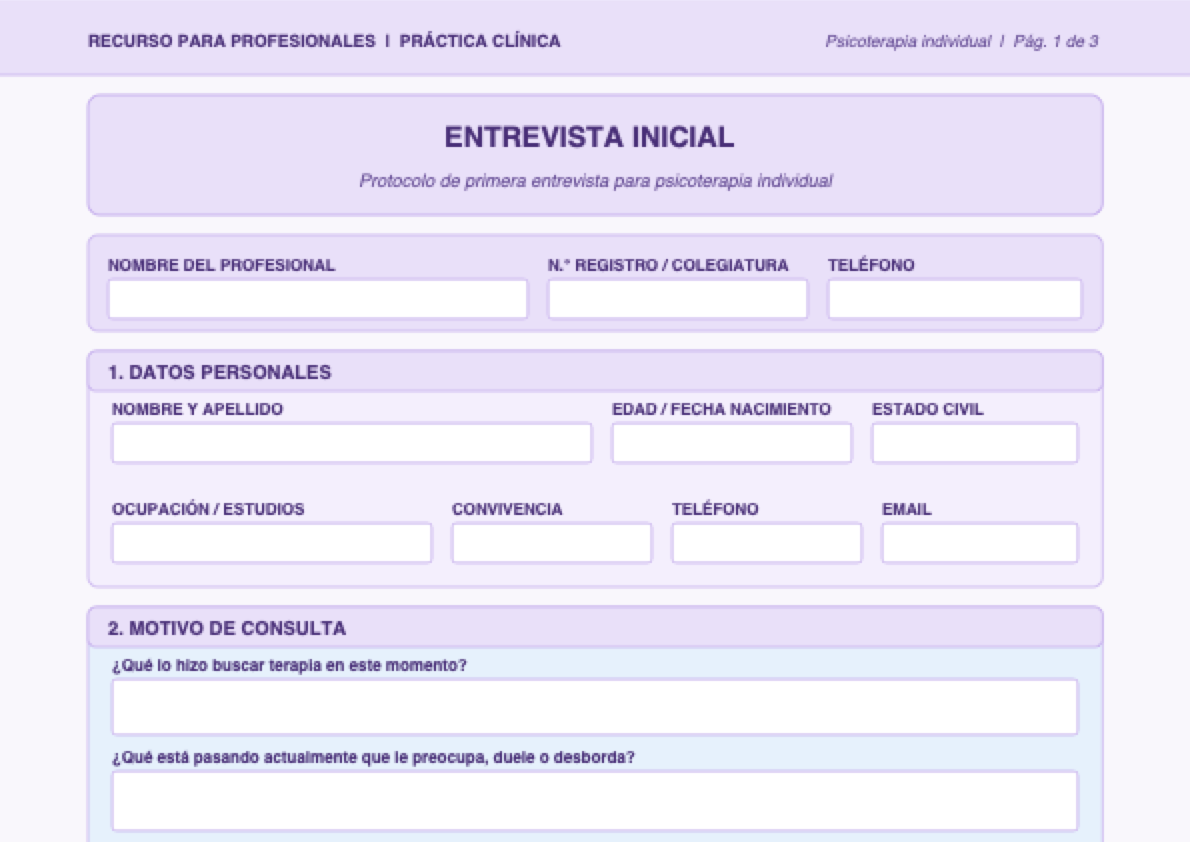 RECURSO PARA PROFESIONALES | PRÁCTICA CLÍNICA
Psicoterapia individual | Pág. 1 de 3
ENTREVISTA INICIAL
Protocolo de primera entrevista para psicoterapia individual
NOMBRE DEL PROFESIONAL
N.° REGISTRO / COLEGIATURA
TELÉFONO
1. DATOS PERSONALES
NOMBRE Y APELLIDO
EDAD / FECHA NACIMIENTO
ESTADO CIVIL
OCUPACIÓN / ESTUDIOS
CONVIVENCIA
TELÉFONO
EMAIL
2. MOTIVO DE CONSULTA
¿Qué lo hizo buscar terapia en este momento?
¿Qué está pasando actualmente que le preocupa, duele o desborda?